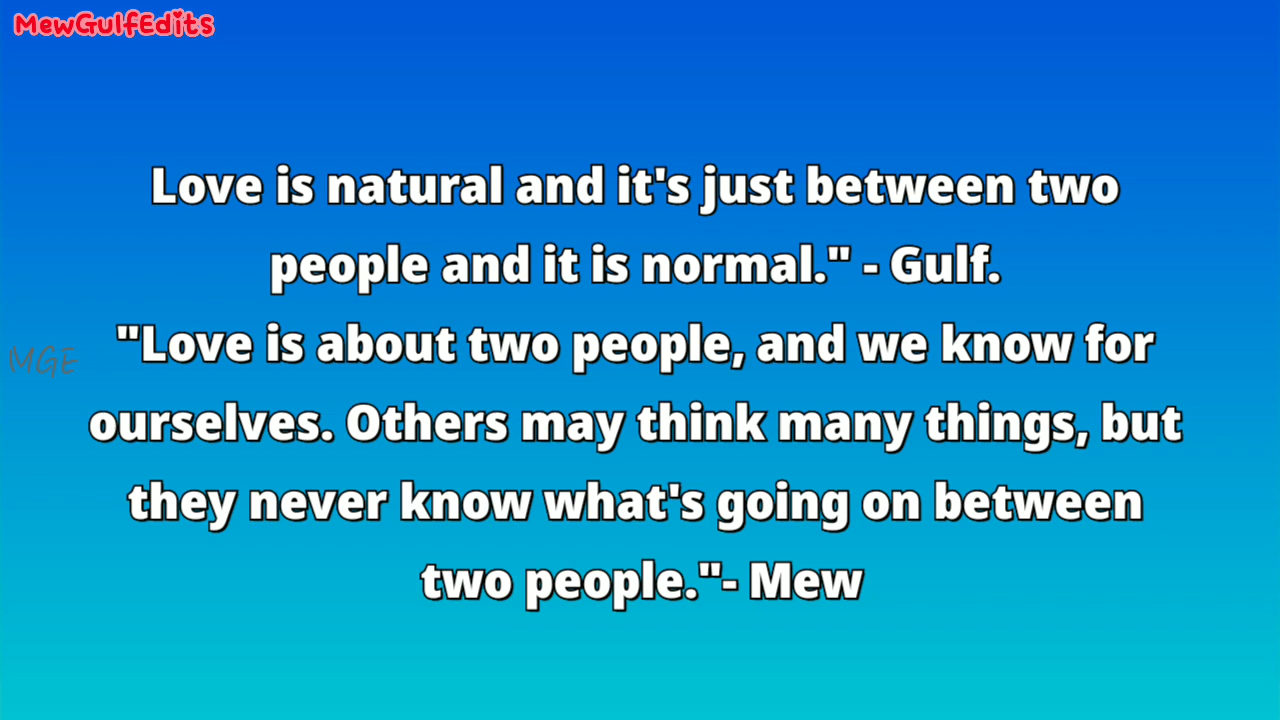 MewGulfEdits
Love is natural and it's just between two
people and it is normal." - Gulf.
"Love is about two people, and we know for
MGE
ourselves. Others may think many things, but
they never know what's going on between
two people."- Mew